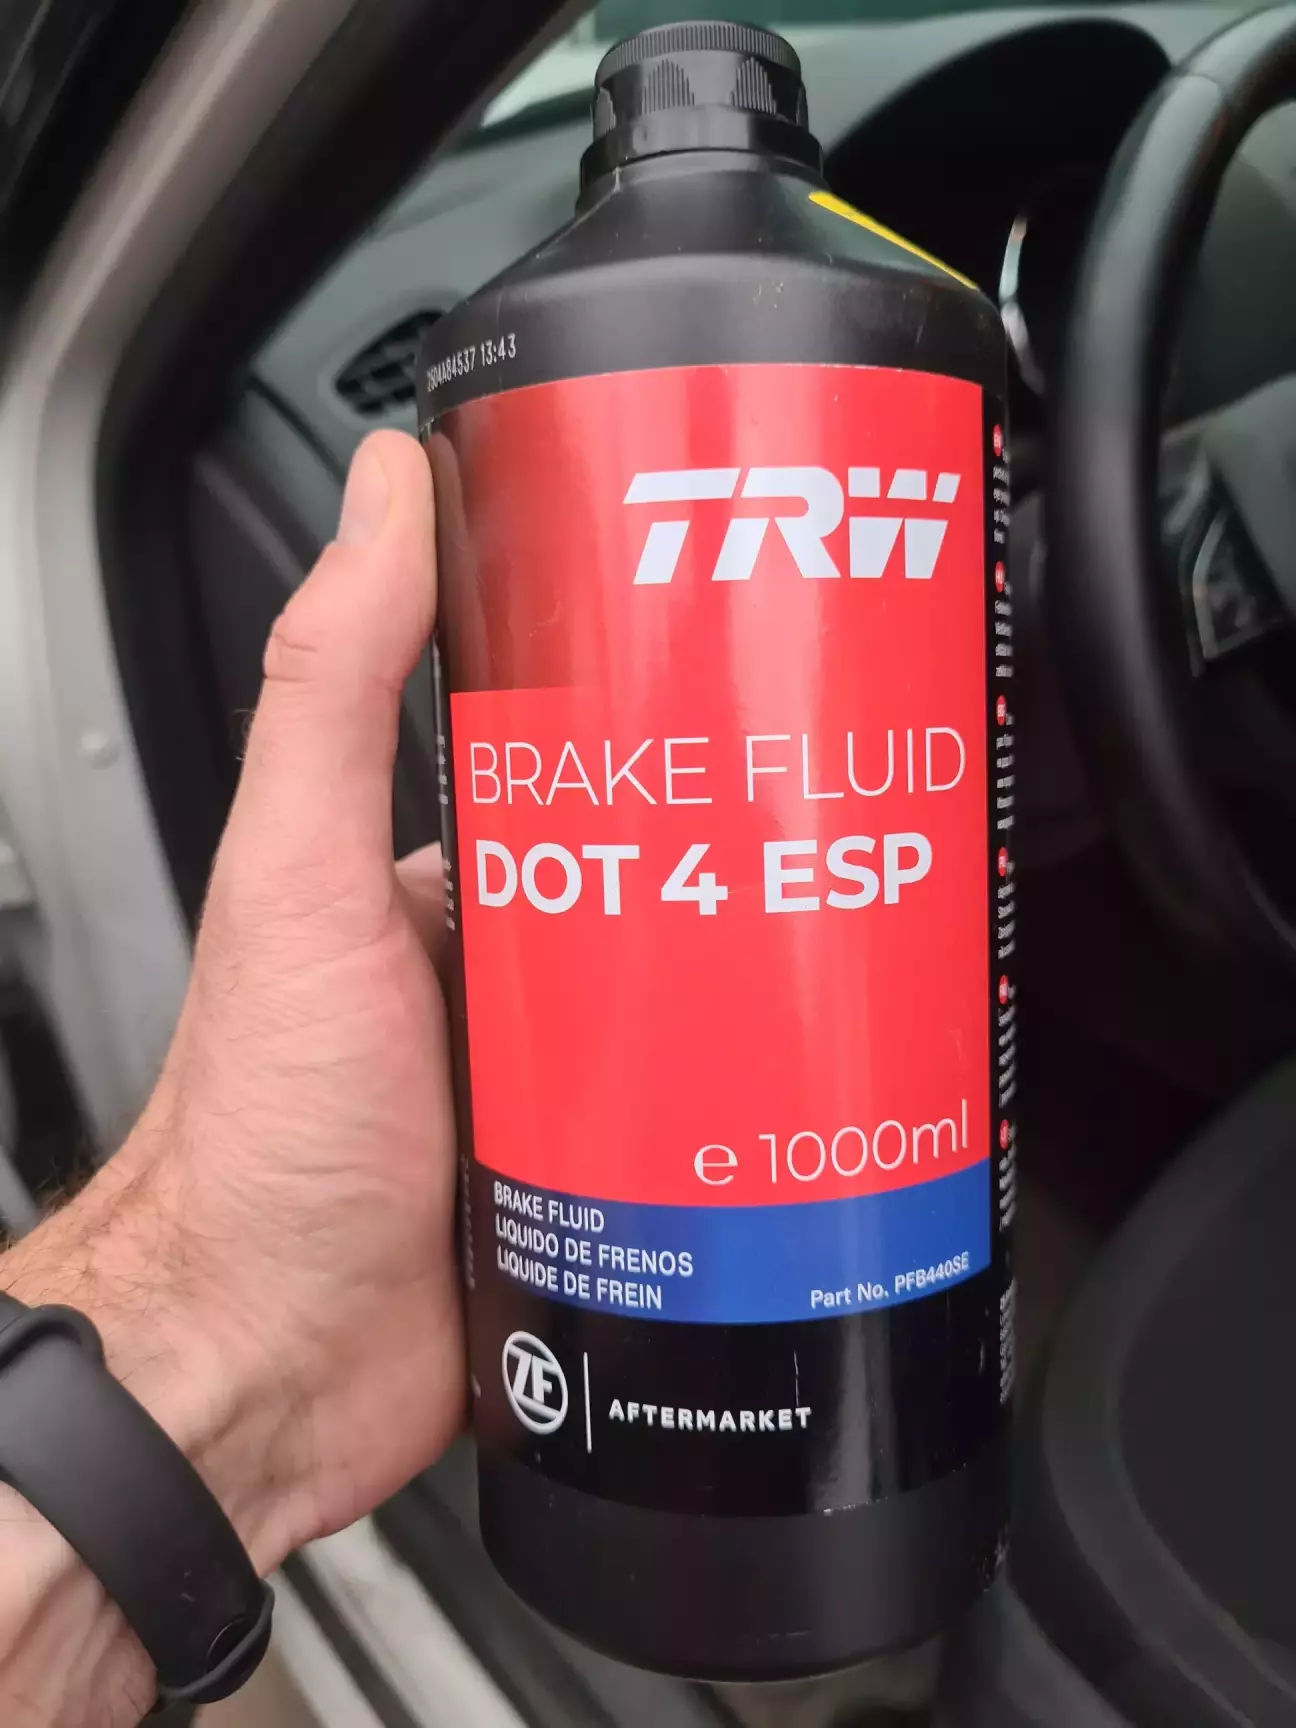 2504A84537 13:43
TRW
BRAKE FLUID
DOT 4 ESP
e 1000ml
BRAKE FLUID
LIQUIDO DE FRENOS
LIQUIDE DE FREIN
Part No. PFB440SE
ZF
AFTERMARKET